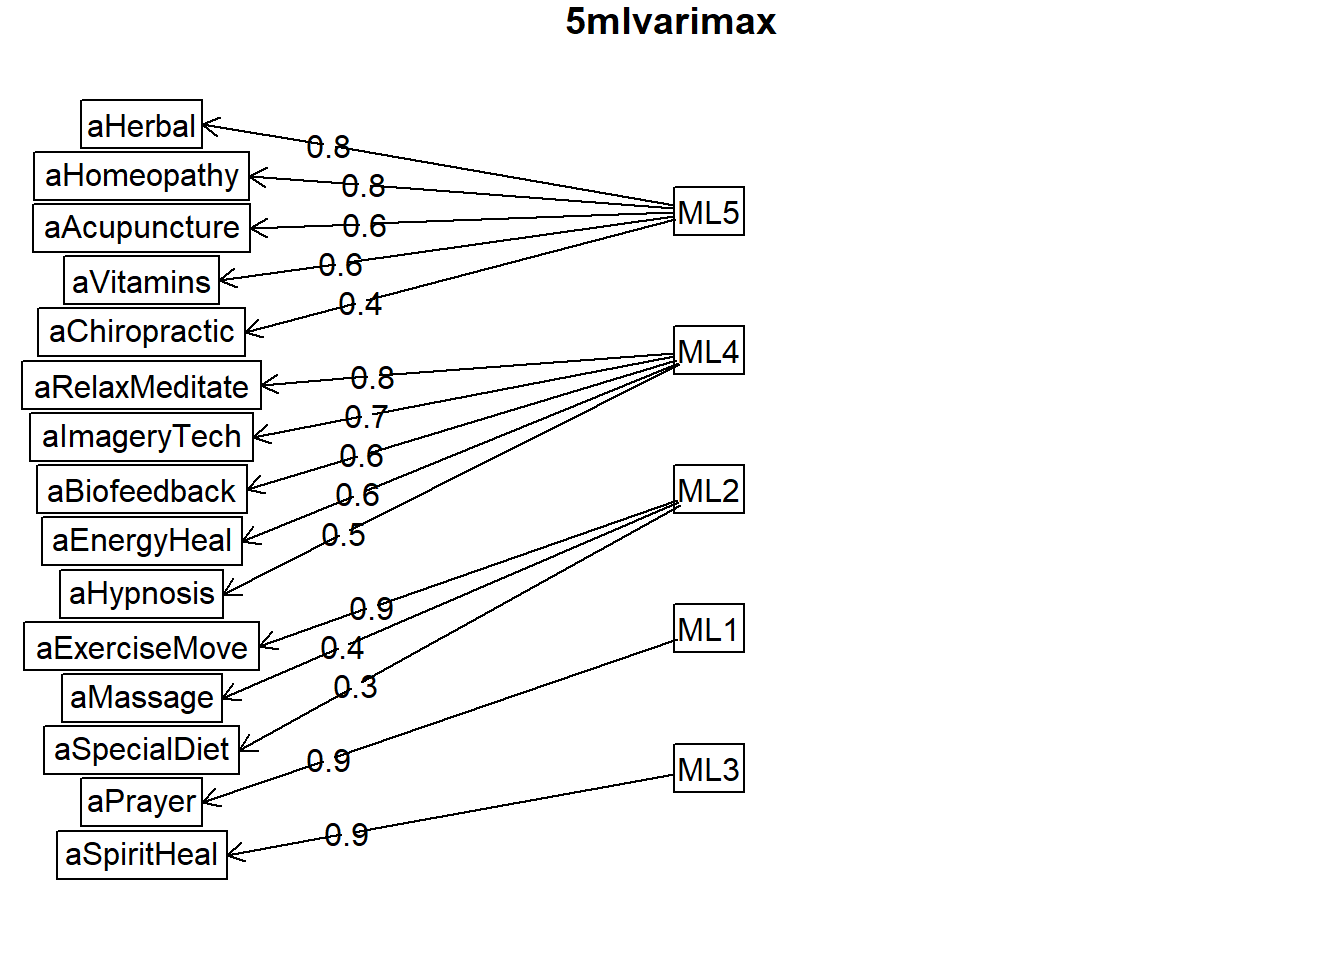 5mlvarimax
aHerbal
0.8
aHomeopathy
0.8
ML5
aAcupuncture
0.6
aVitamins
0.6
aChiropractic
0.4
aRelaxMeditate
0.8
ML4
aImageryTech
0.7
aBiofeedback
0.6
aEnergyHeal
0.6
aHypnosis
0.5
ML2
aExerciseMove
0.9
aMassage
0.4
aSpecialDiet
0.3
ML1
aPrayer
0.9
ML3
aSpiritHeal
0.9